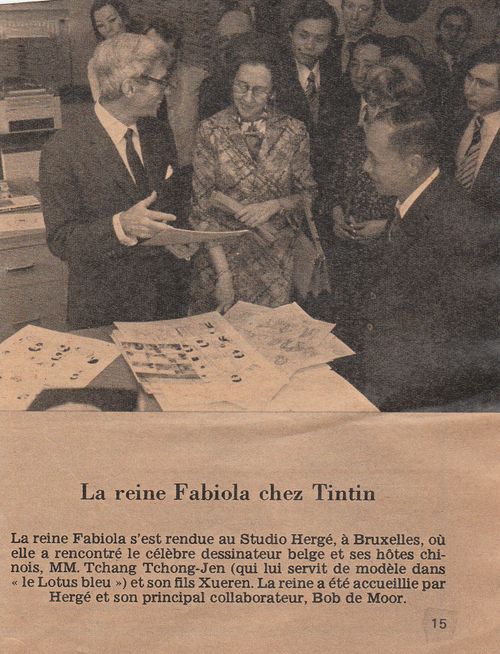 La reine Fabiola chez Tintin
La reine Fabiola s'est rendue au Studio Hergé, à Bruxelles, où
elle a rencontré le célèbre dessinateur belge et ses hôtes chi-
nois, MM. Tchang Tchong-Jen (qui lui servit de modèle dans
« le Lotus bleu ») et son fils Xueren. La reine a été accueillie par
Hergé et son principal collaborateur, Bob de Moor.
15